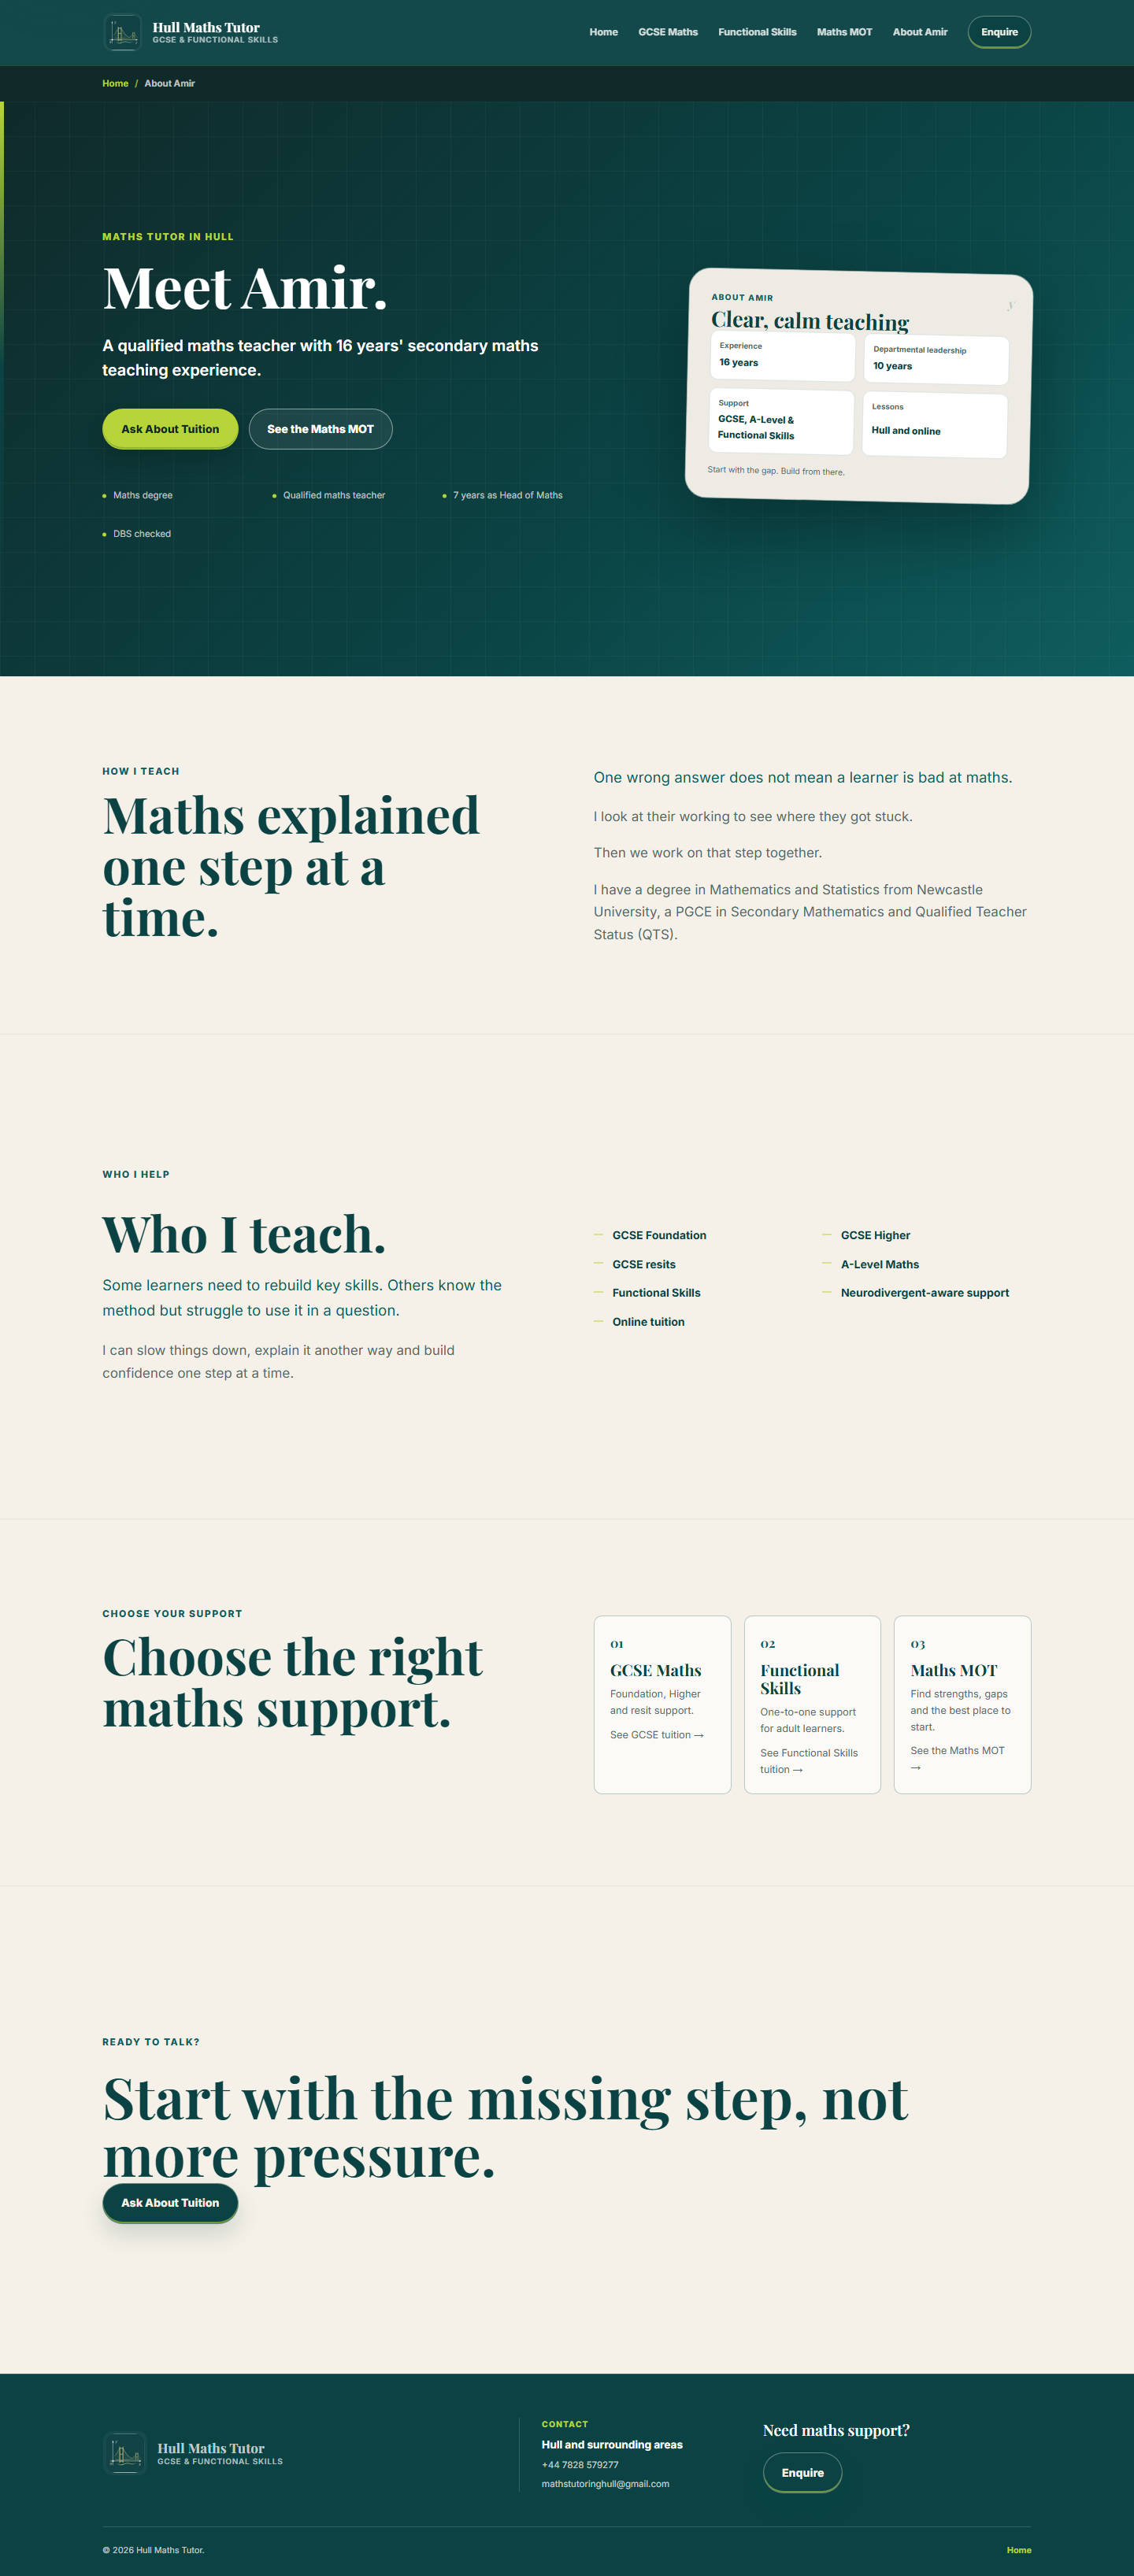 Hull Maths Tutor
GCSE & FUNCTIONAL SKILLS
Home
GCSE Maths
Functional Skills
Maths MOT
About Amir
Enquire
Home / About Amir
MATHS TUTOR IN HULL
Meet Amir.
A qualified maths teacher with 16 years' secondary maths
teaching experience.
Ask About Tuition
See the Maths MOT
Maths degree
Qualified maths teacher
7 years as Head of Maths
DBS checked
ABOUT AMIR
Clear, calm teaching
Experience
16 years
Departmental leadership
10 years
Support
GCSE, A-Level &
Functional Skills
Lessons
Hull and online
Start with the gap. Build from there.
HOW I TEACH
Maths explained
one step at a
time.
One wrong answer does not mean a learner is bad at maths.
I look at their working to see where they got stuck.
Then we work on that step together.
I have a degree in Mathematics and Statistics from Newcastle
University, a PGCE in Secondary Mathematics and Qualified Teacher
Status (QTS).
WHO I HELP
Who I teach.
Some learners need to rebuild key skills. Others know the
method but struggle to use it in a question.
I can slow things down, explain it another way and build
confidence one step at a time.
GCSE Foundation
GCSE Higher
GCSE resits
A-Level Maths
Functional Skills
Neurodivergent-aware support
Online tuition
CHOOSE YOUR SUPPORT
Choose the right
maths support.
01
GCSE Maths
Foundation, Higher
and resit support.
See GCSE tuition →
02
Functional
Skills
One-to-one support
for adult learners.
See Functional Skills
tuition →
03
Maths MOT
Find strengths, gaps
and the best place to
start.
See the Maths MOT
→
READY TO TALK?
Start with the missing step, not
more pressure.
Ask About Tuition
Hull Maths Tutor
GCSE & FUNCTIONAL SKILLS
CONTACT
Hull and surrounding areas
+44 7828 579277
mathstutoringhull@gmail.com
Need maths support?
Enquire
© 2026 Hull Maths Tutor.
Home